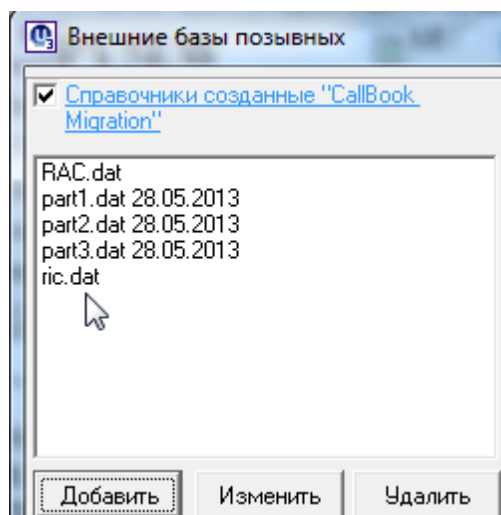 Внешние базы позывных
Справочники созданные "CallBook
Migration"
RAC.dat
part1.dat 28.05.2013
part2.dat 28.05.2013
part3.dat 28.05.2013
ric.dat
Добавить Изменить Удалить